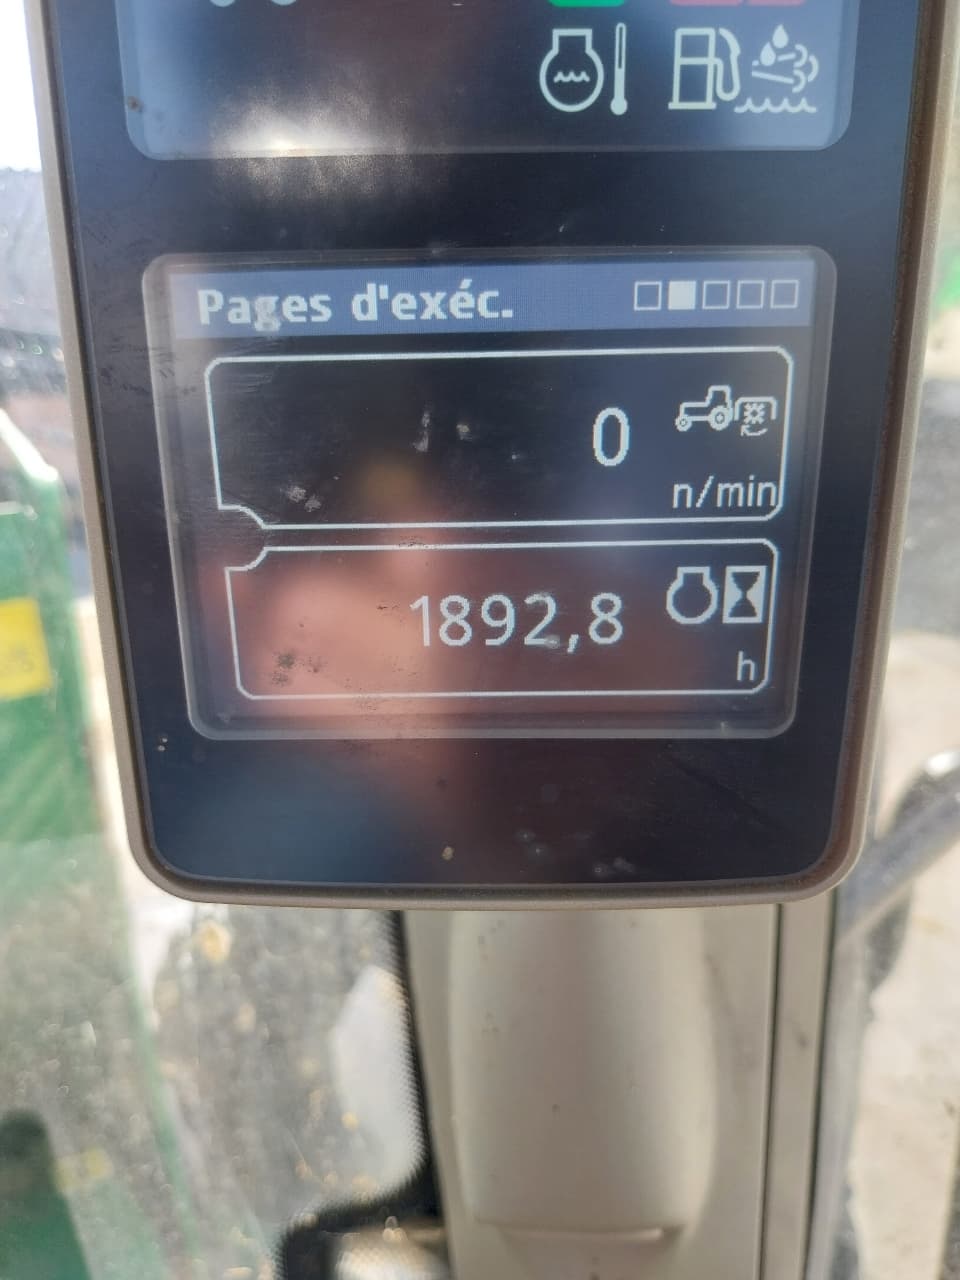 Pages d'exéc.
0
n/min
1892,8
h